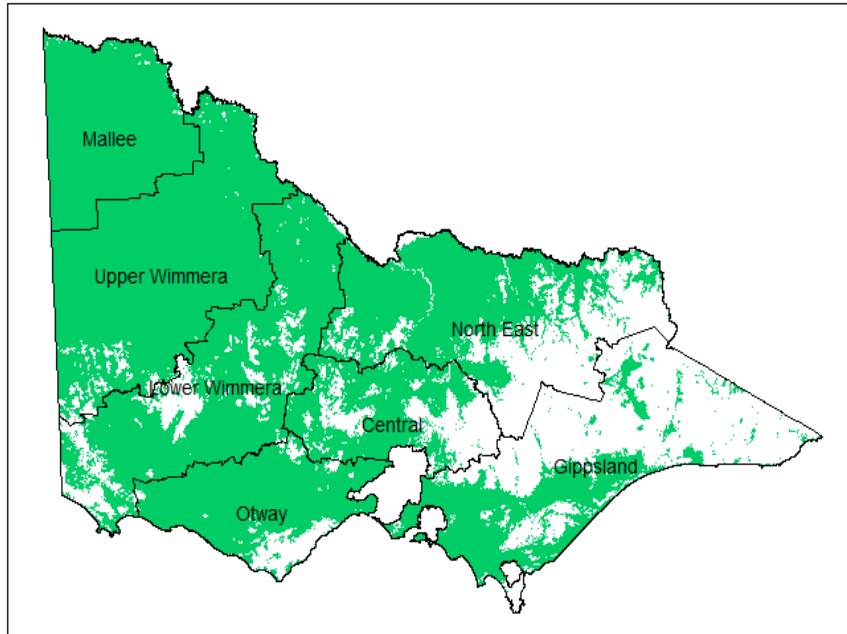 Mallee
Upper Wimmera
North East
Lower Wimmera
Central
Gippsland
Otway